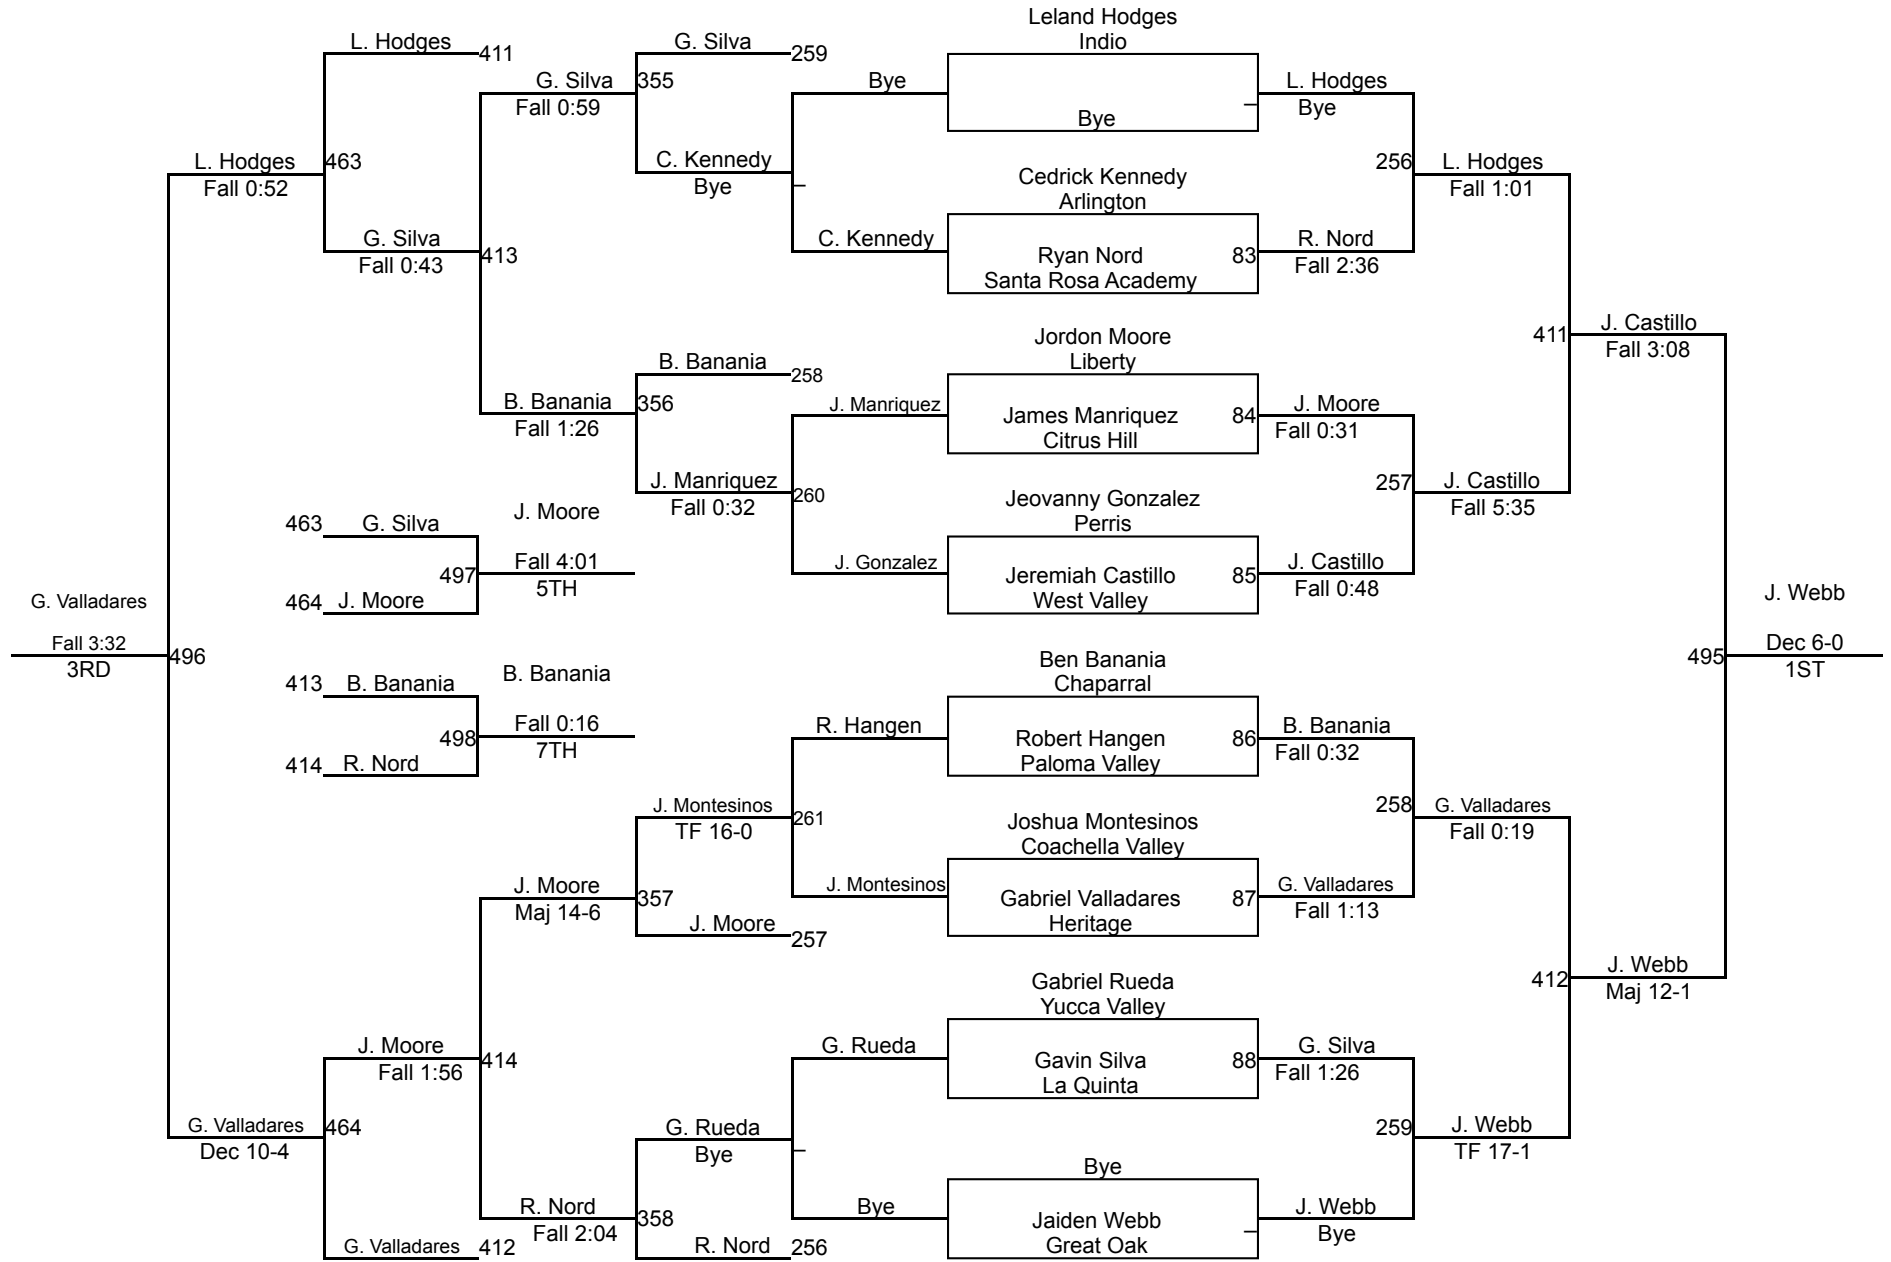 Leland Hodges
Indio
L. Hodges
411
G. Silva
259
G. Silva
355
Fall 0:59
Bye
Bye
L. Hodges
Bye
L. Hodges
463
Fall 0:52
C. Kennedy
Bye
Cedrick Kennedy
Arlington
256
L. Hodges
Fall 1:01
G. Silva
Fall 0:43
413
C. Kennedy
Ryan Nord
Santa Rosa Academy
83
R. Nord
Fall 2:36
Jordon Moore
Liberty
411
J. Castillo
Fall 3:08
B. Banania
258
B. Banania
356
Fall 1:26
J. Manriquez
James Manriquez
Citrus Hill
84
J. Moore
Fall 0:31
J. Manriquez
Fall 0:32
260
Jeovanny Gonzalez
Perris
257
J. Castillo
Fall 5:35
463
G. Silva
J. Moore
497
Fall 4:01
5TH
464
J. Moore
J. Gonzalez
Jeremiah Castillo
West Valley
85
J. Castillo
Fall 0:48
G. Valladares
Fall 3:32
3RD
496
J. Webb
495
Dec 6-0
1ST
413
B. Banania
B. Banania
498
Fall 0:16
7TH
414
R. Nord
Ben Banania
Chaparral
R. Hangen
Robert Hangen
Paloma Valley
86
B. Banania
Fall 0:32
J. Montesinos
TF 16-0
261
Joshua Montesinos
Coachella Valley
258
G. Valladares
Fall 0:19
J. Moore
Maj 14-6
357
J. Montesinos
Gabriel Valladares
Heritage
87
G. Valladares
Fall 1:13
J. Moore
257
Gabriel Rueda
Yucca Valley
412
J. Webb
Maj 12-1
J. Moore
Fall 1:56
414
G. Rueda
Gavin Silva
La Quinta
88
G. Silva
Fall 1:26
G. Valladares
464
Dec 10-4
G. Rueda
Bye
Bye
259
J. Webb
TF 17-1
R. Nord
Fall 2:04
358
Bye
Jaiden Webb
Great Oak
J. Webb
Bye
G. Valladares
412
R. Nord
256